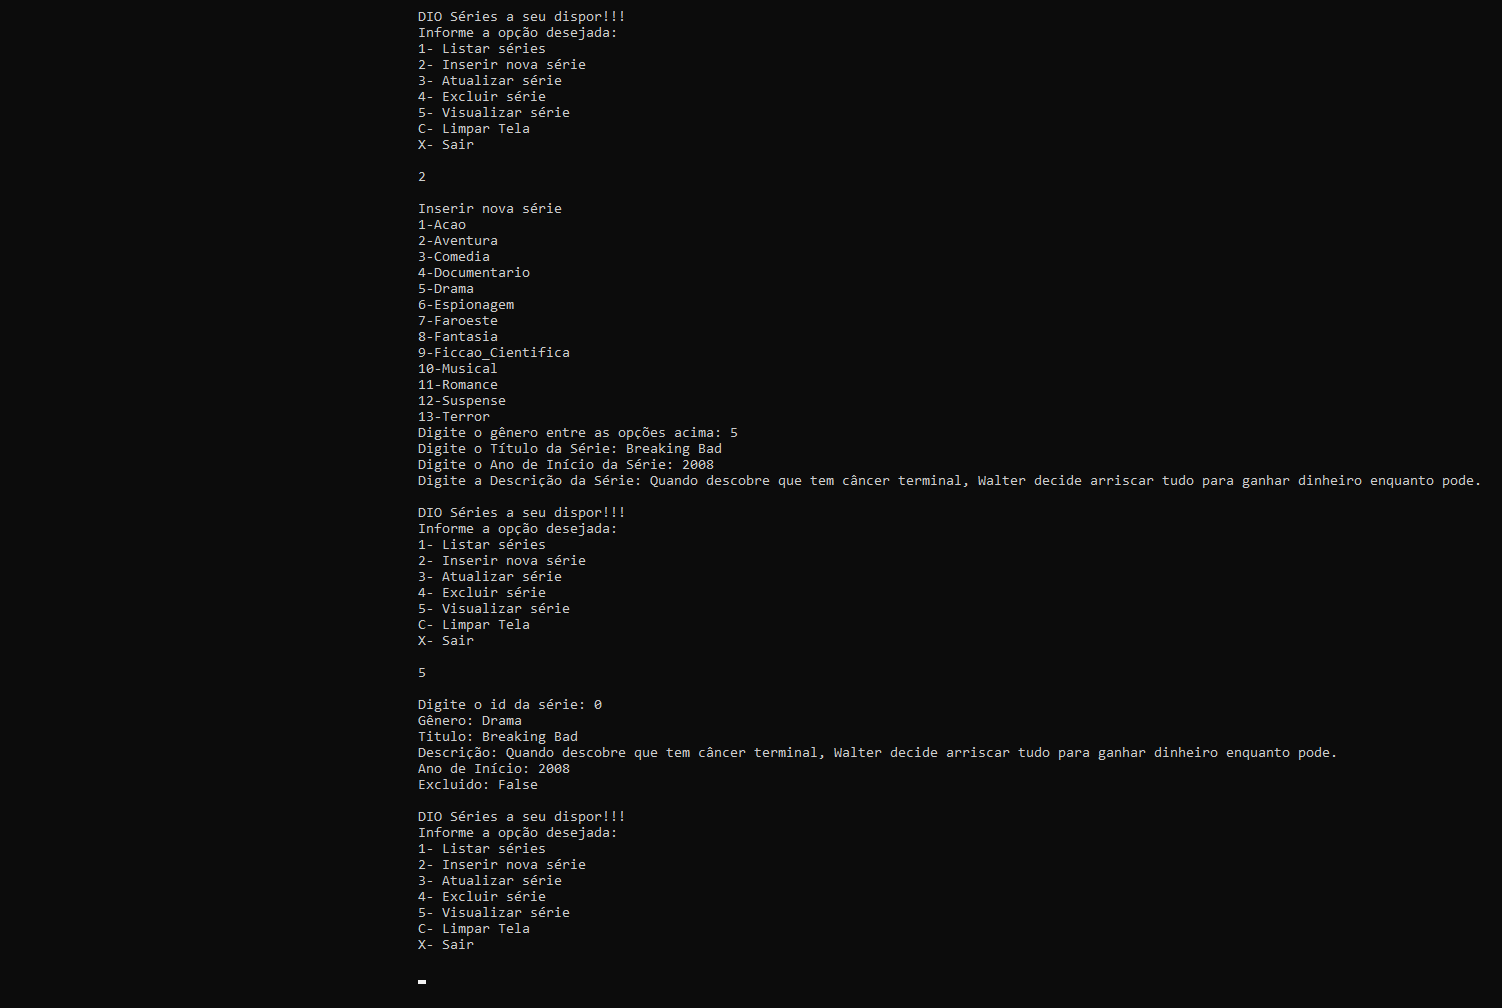 DIO Séries a seu dispor!!!
Informe a opção desejada:
1- Listar séries
2- Inserir nova série
3- Atualizar série
4- Excluir série
5- Visualizar série
C- Limpar Tela
X- Sair
2
Inserir nova série
1-Acao
2-Aventura
3-Comedia
4-Documentario
5-Drama
6-Espionagem
7-Faroeste
8-Fantasia
9-Ficcao_Cientifica
10-Musical
11-Romance
12-Suspense
13-Terror
Digite o gênero entre as opções acima: 5
Digite o Título da Série: Breaking Bad
Digite o Ano de Início da Série: 2008
Digite a Descrição da Série: Quando descobre que tem câncer terminal, Walter decide arriscar tudo para ganhar dinheiro enquanto pode.
DIO Séries a seu dispor!!!
Informe a opção desejada:
1- Listar séries
2- Inserir nova série
3- Atualizar série
4- Excluir série
5- Visualizar série
C- Limpar Tela
X- Sair
5
Digite o id da série: 0
Gênero: Drama
Titulo: Breaking Bad
Descrição: Quando descobre que tem câncer terminal, Walter decide arriscar tudo para ganhar dinheiro enquanto pode.
Ano de Início: 2008
Excluido: False
DIO Séries a seu dispor!!!
Informe a opção desejada:
1- Listar séries
2- Inserir nova série
3- Atualizar série
4- Excluir série
5- Visualizar série
C- Limpar Tela
X- Sair